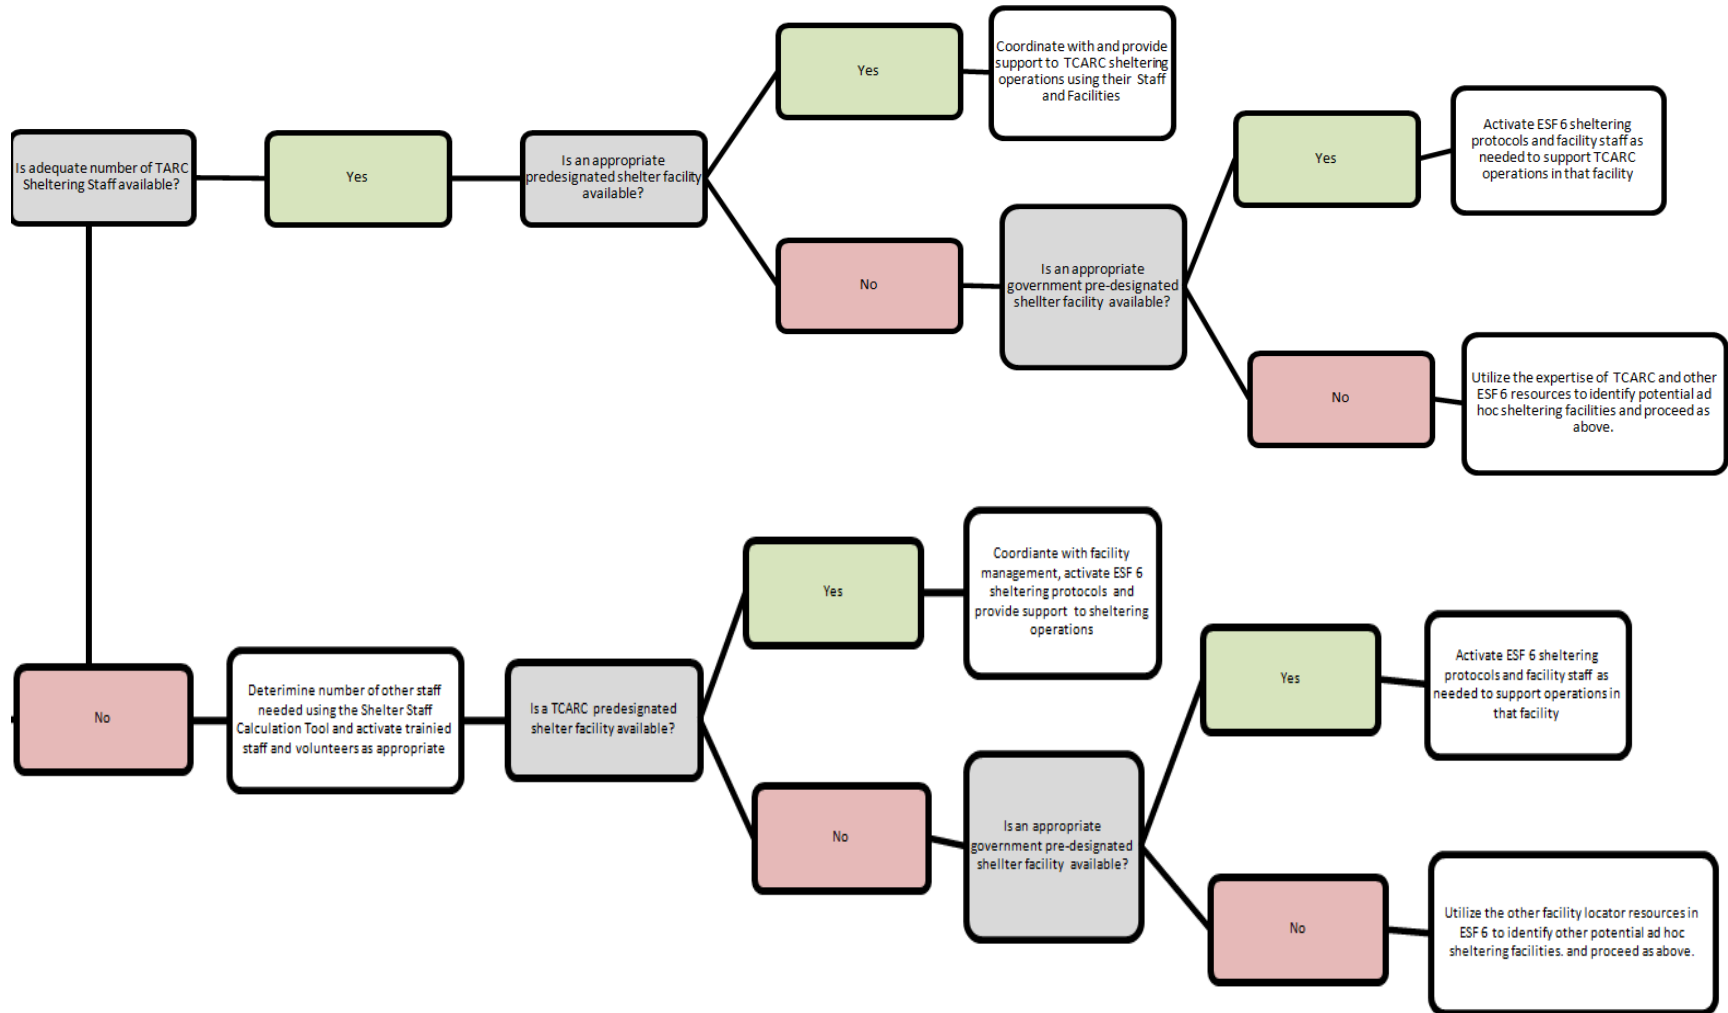 Is adequate number of TARC
Sheltering Staff available?
Yes
Is an appropriate
predesignated shelter facility
available?
Yes
Coordinate with and provide
support to TCARC sheltering
operations using their Staff
and Facilities
No
Is an appropriate
government pre-designated
shellter facility available?
Yes
Activate ESF 6 sheltering
protocols and facility staff as
needed to support TCARC
operations in that facility
No
Utilize the expertise of TCARC and other
ESF 6 resources to identify potential ad
hoc sheltering facilities and proceed as
above.
No
Deterimine number of other staff
needed using the Shelter Staff
Calculation Tool and activate trainied
staff and volunteers as appropriate
Is a TCARC predesignated
shelter facility available?
Yes
Coordiante with facility
management, activate ESF 6
sheltering protocols and
provide support to sheltering
operations
No
Is an appropriate
government pre-designated
shellter facility available?
Yes
Activate ESF 6 sheltering
protocols and facility staff as
needed to support operations in
that facility
No
Utilize the other facility locator resources in
ESF 6 to identify other potential ad hoc
sheltering facilities. and proceed as above.